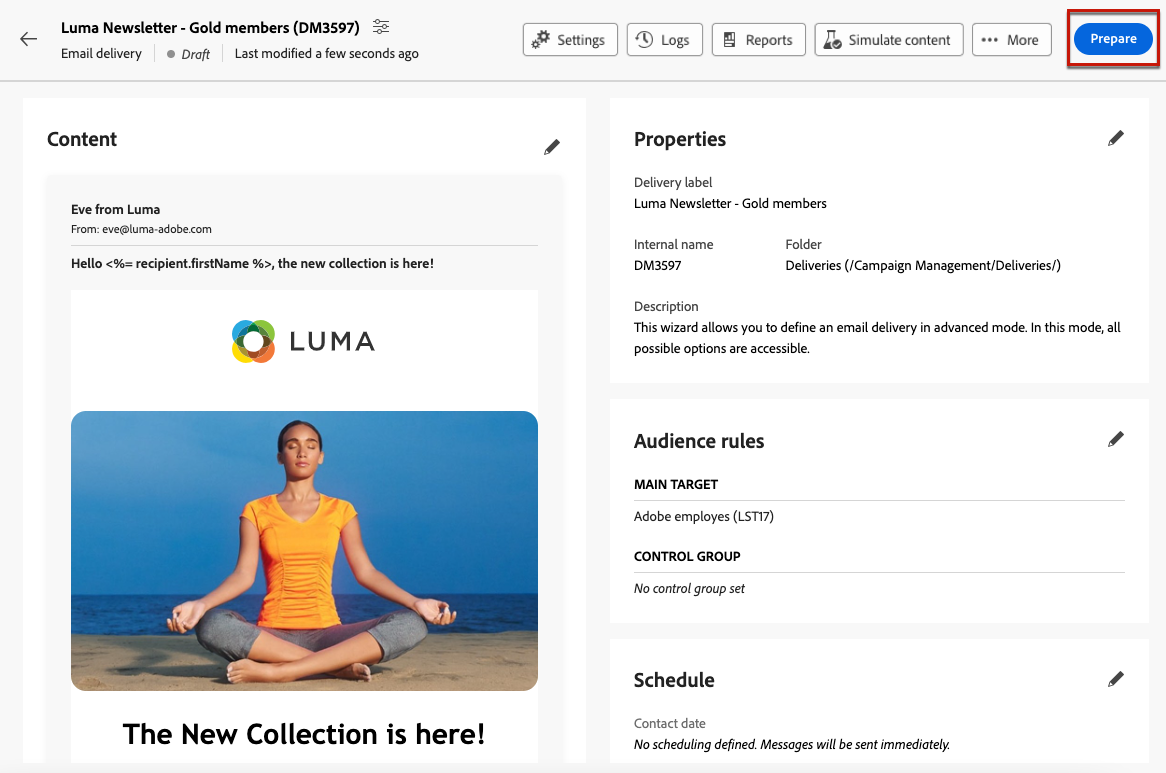 Luma Newsletter - Gold members (DM3597)
Email delivery
Draft
Last modified a few seconds ago
Settings
Logs
Reports
Simulate content
More
Prepare
Content
Eve from Luma
From: eve@luma-adobe.com
Hello <%= recipient.firstName %>, the new collection is here!
LUMA
The New Collection is here!
Properties
Delivery label
Luma Newsletter - Gold members
Internal name
DM3597
Folder
Deliveries (/Campaign Management/Deliveries/)
Description
This wizard allows you to define an email delivery in advanced mode. In this mode, all
possible options are accessible.
Audience rules
MAIN TARGET
Adobe employes (LST17)
CONTROL GROUP
No control group set
Schedule
Contact date
No scheduling defined. Messages will be sent immediately.